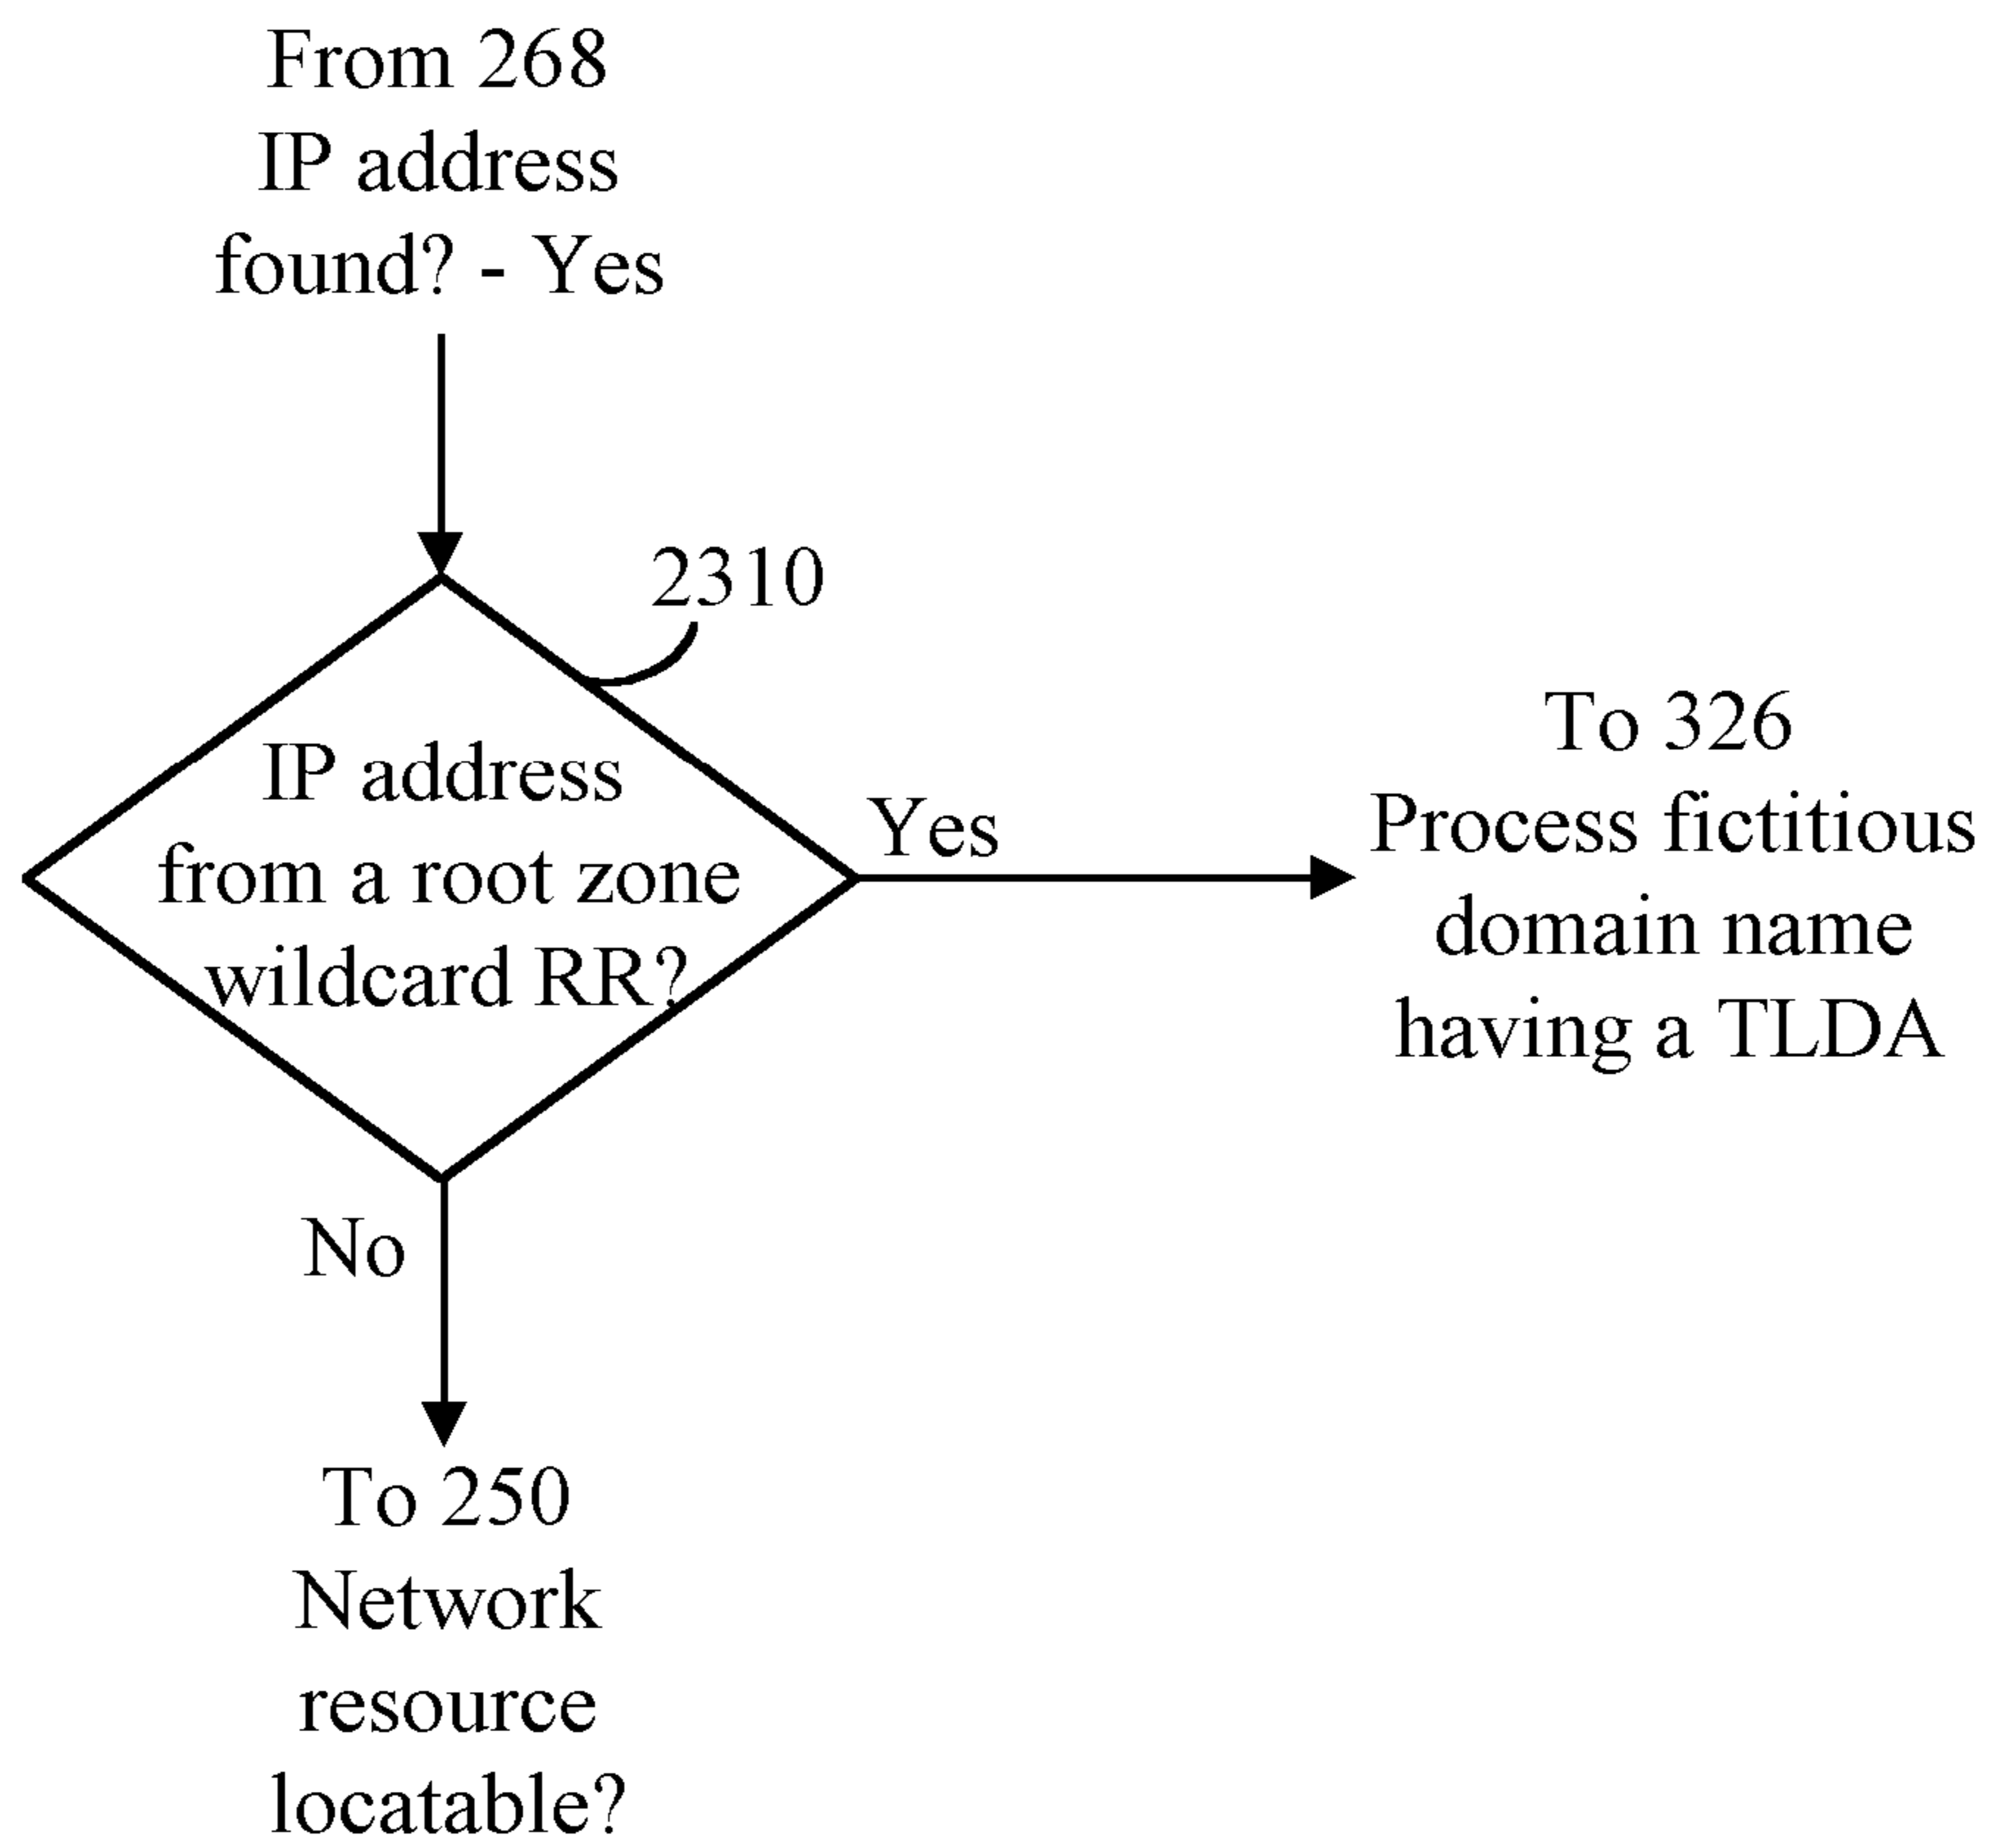 From 268
IP address
found? - Yes
2310
IP address
from a root zone
wildcard RR?
Yes
To 326
Process fictitious
domain name
having a TLDA
No
To 250
Network
resource
locatable?